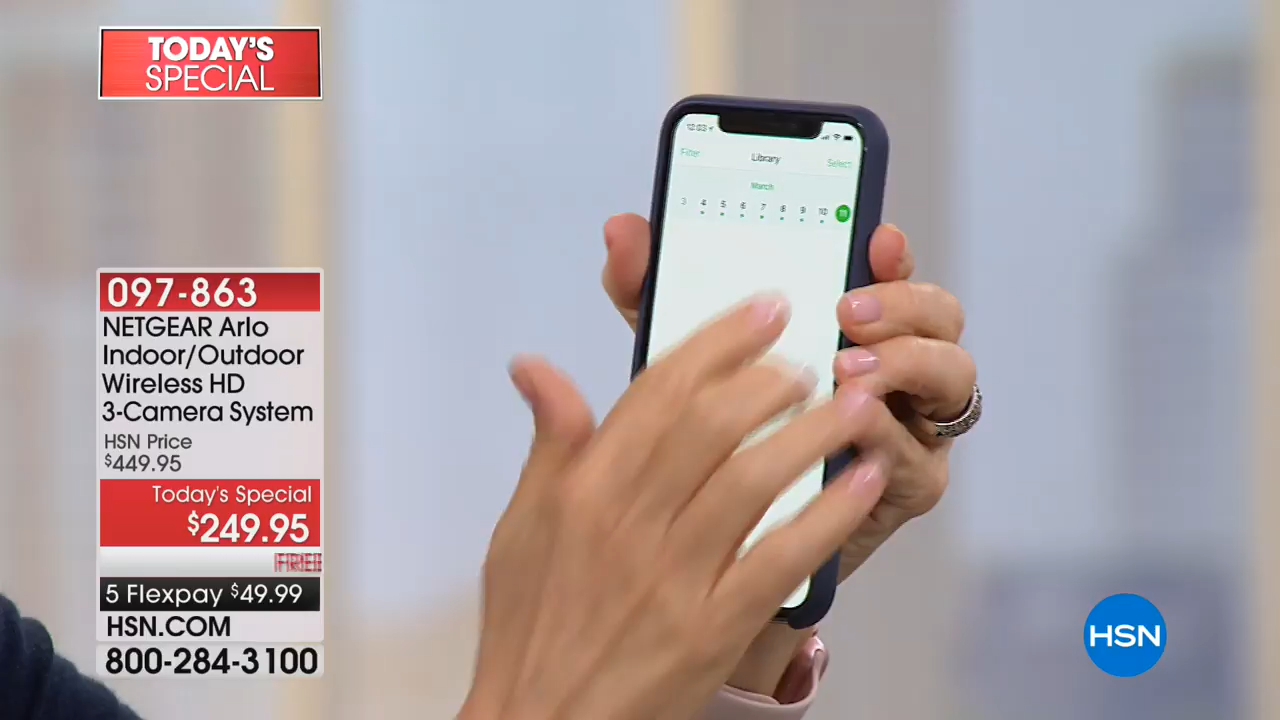 TODAY'S
SPECIAL
12:03
Filter Library Select
March
3 4 5 6 7 8 9 10 11
097-863
NETGEAR Arlo
Indoor/Outdoor
Wireless HD
3-Camera System
HSN Price
$449.95
Today's Special
$249.95
FREE
5 Flexpay $49.99
HSN.COM
800-284-3100
HSN